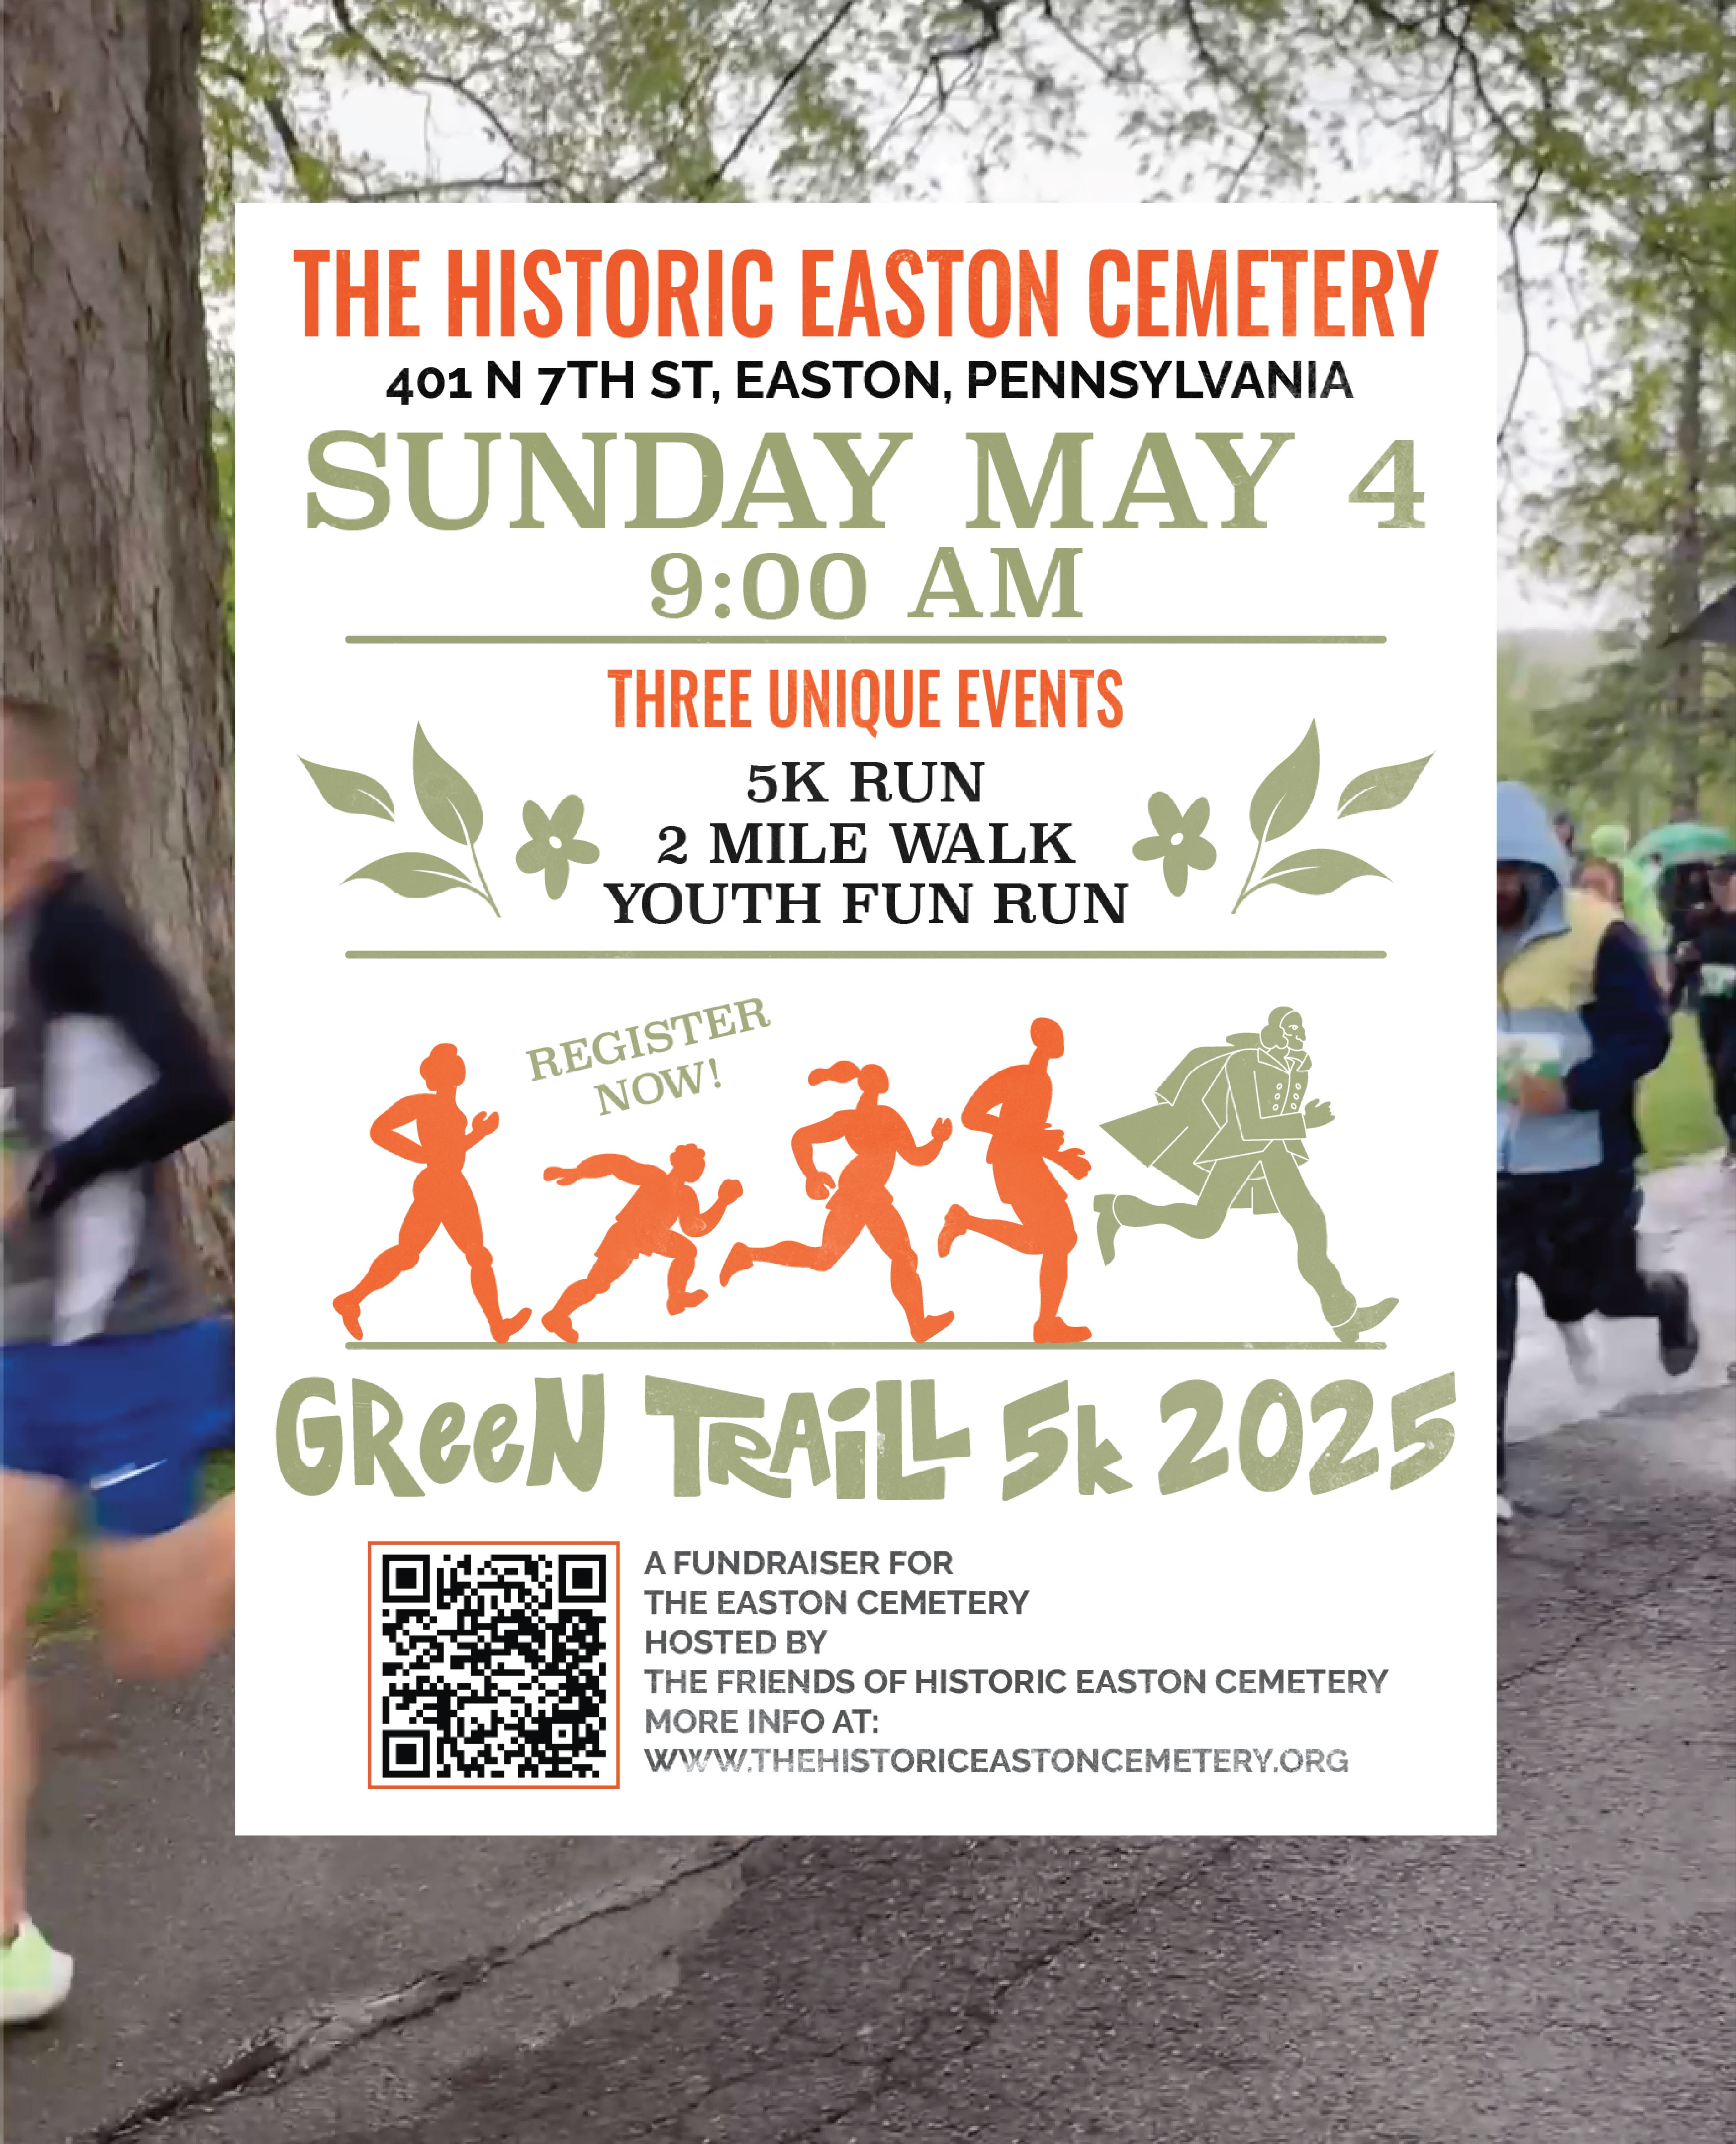 THE HISTORIC EASTON CEMETERY
401 N 7TH ST, EASTON, PENNSYLVANIA
SUNDAY MAY 4
9:00 AM
THREE UNIQUE EVENTS
5K RUN
2 MILE WALK
YOUTH FUN RUN
REGISTER
NOW!
GReeN TRAiLL 5k 2025
A FUNDRAISER FOR
THE EASTON CEMETERY
HOSTED BY
THE FRIENDS OF HISTORIC EASTON CEMETERY
MORE INFO AT:
WWW.THEHISTORICEASTONCEMETERY.ORG